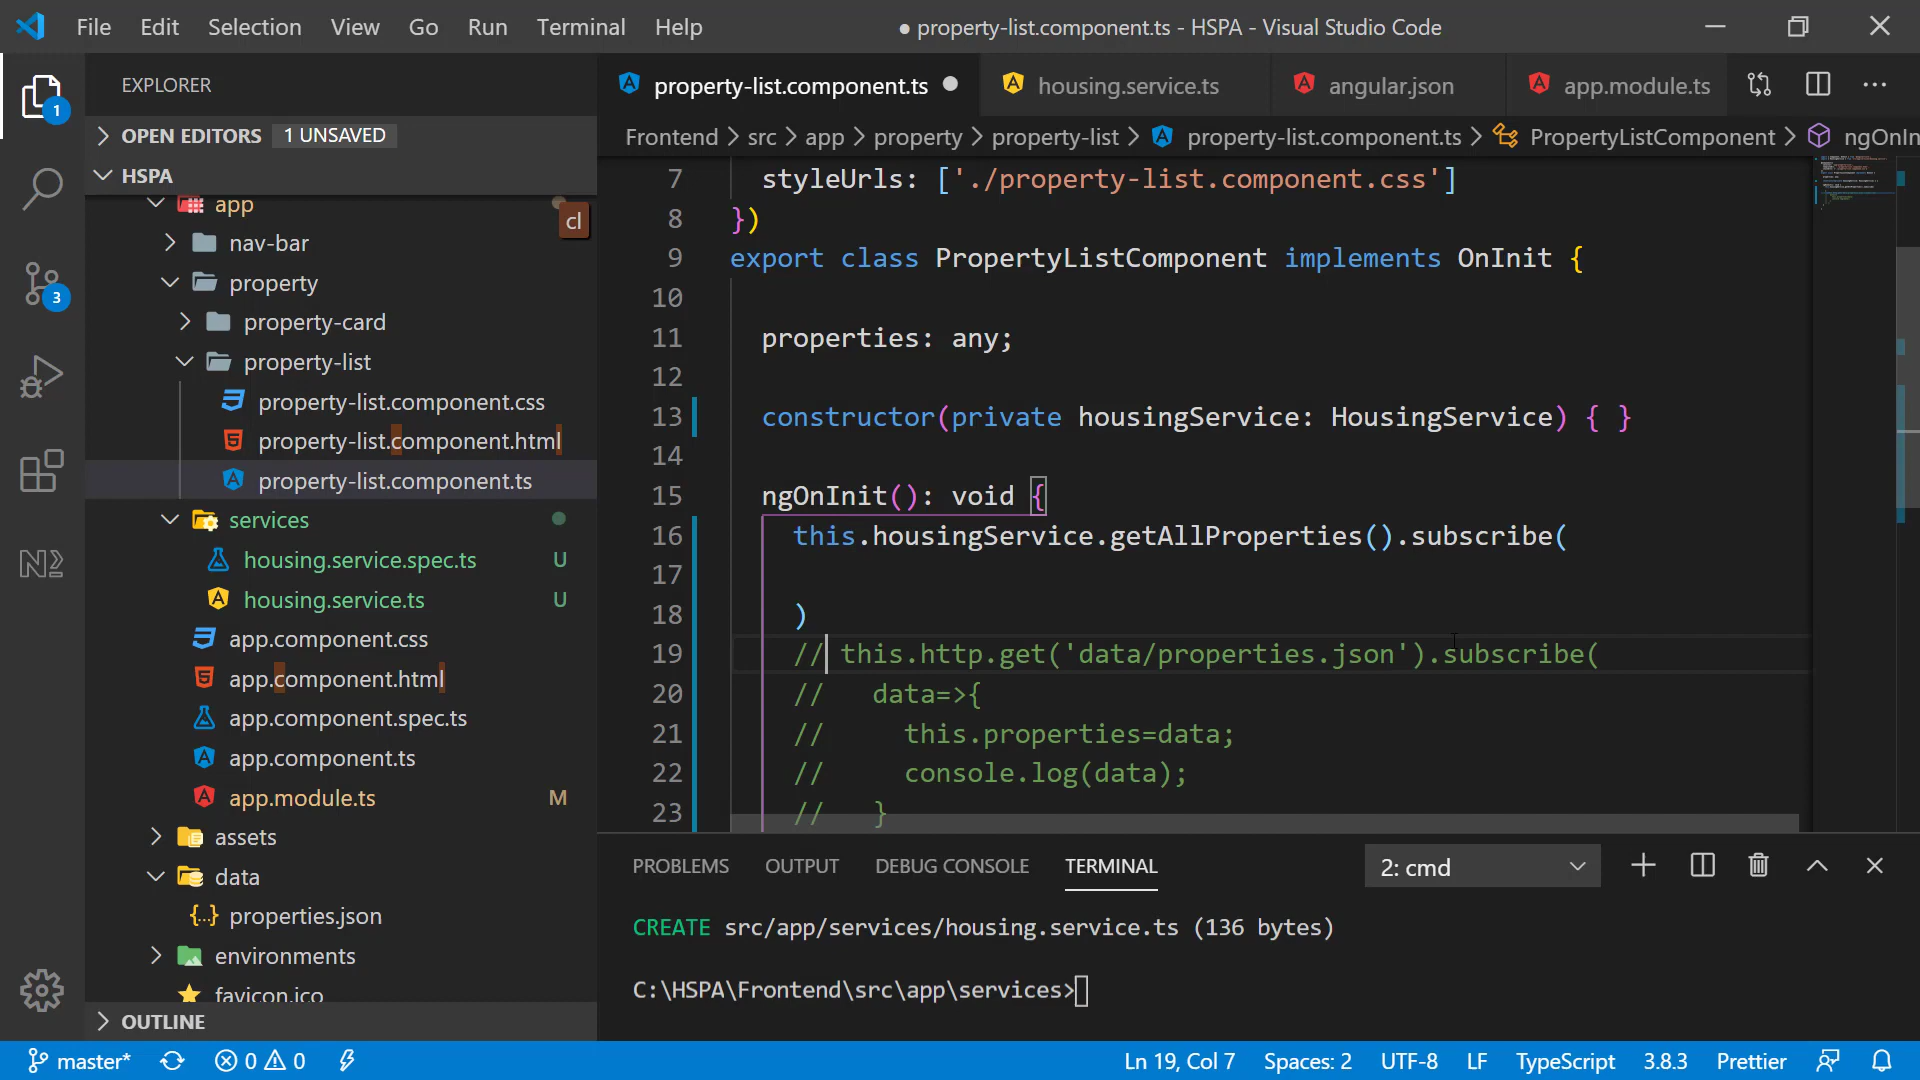 File Edit Selection View Go Run Terminal Help
● property-list.component.ts - HSPA - Visual Studio Code
EXPLORER
OPEN EDITORS 1 UNSAVED
HSPA
app
cl
nav-bar
property
property-card
property-list
property-list.component.css
property-list.component.html
property-list.component.ts
services
housing.service.spec.ts U
housing.service.ts U
app.component.css
app.component.html
app.component.spec.ts
app.component.ts
app.module.ts M
assets
data
properties.json
environments
favicon.ico
OUTLINE
1
3
property-list.component.ts housing.service.ts angular.json app.module.ts
Frontend > src > app > property > property-list > property-list.component.ts > PropertyListComponent > ngOnIn
7 styleUrls: ['./property-list.component.css']
8 })
9 export class PropertyListComponent implements OnInit {
10
11 properties: any;
12
13 constructor(private housingService: HousingService) { }
14
15 ngOnInit(): void {
16 this.housingService.getAllProperties().subscribe(
17
18 )
19 // this.http.get('data/properties.json').subscribe(
20 // data=>{
21 // this.properties=data;
22 // console.log(data);
23 // }
PROBLEMS OUTPUT DEBUG CONSOLE TERMINAL 2: cmd
CREATE src/app/services/housing.service.ts (136 bytes)
C:\HSPA\Frontend\src\app\services>
master* 0 0 Ln 19, Col 7 Spaces: 2 UTF-8 LF TypeScript 3.8.3 Prettier